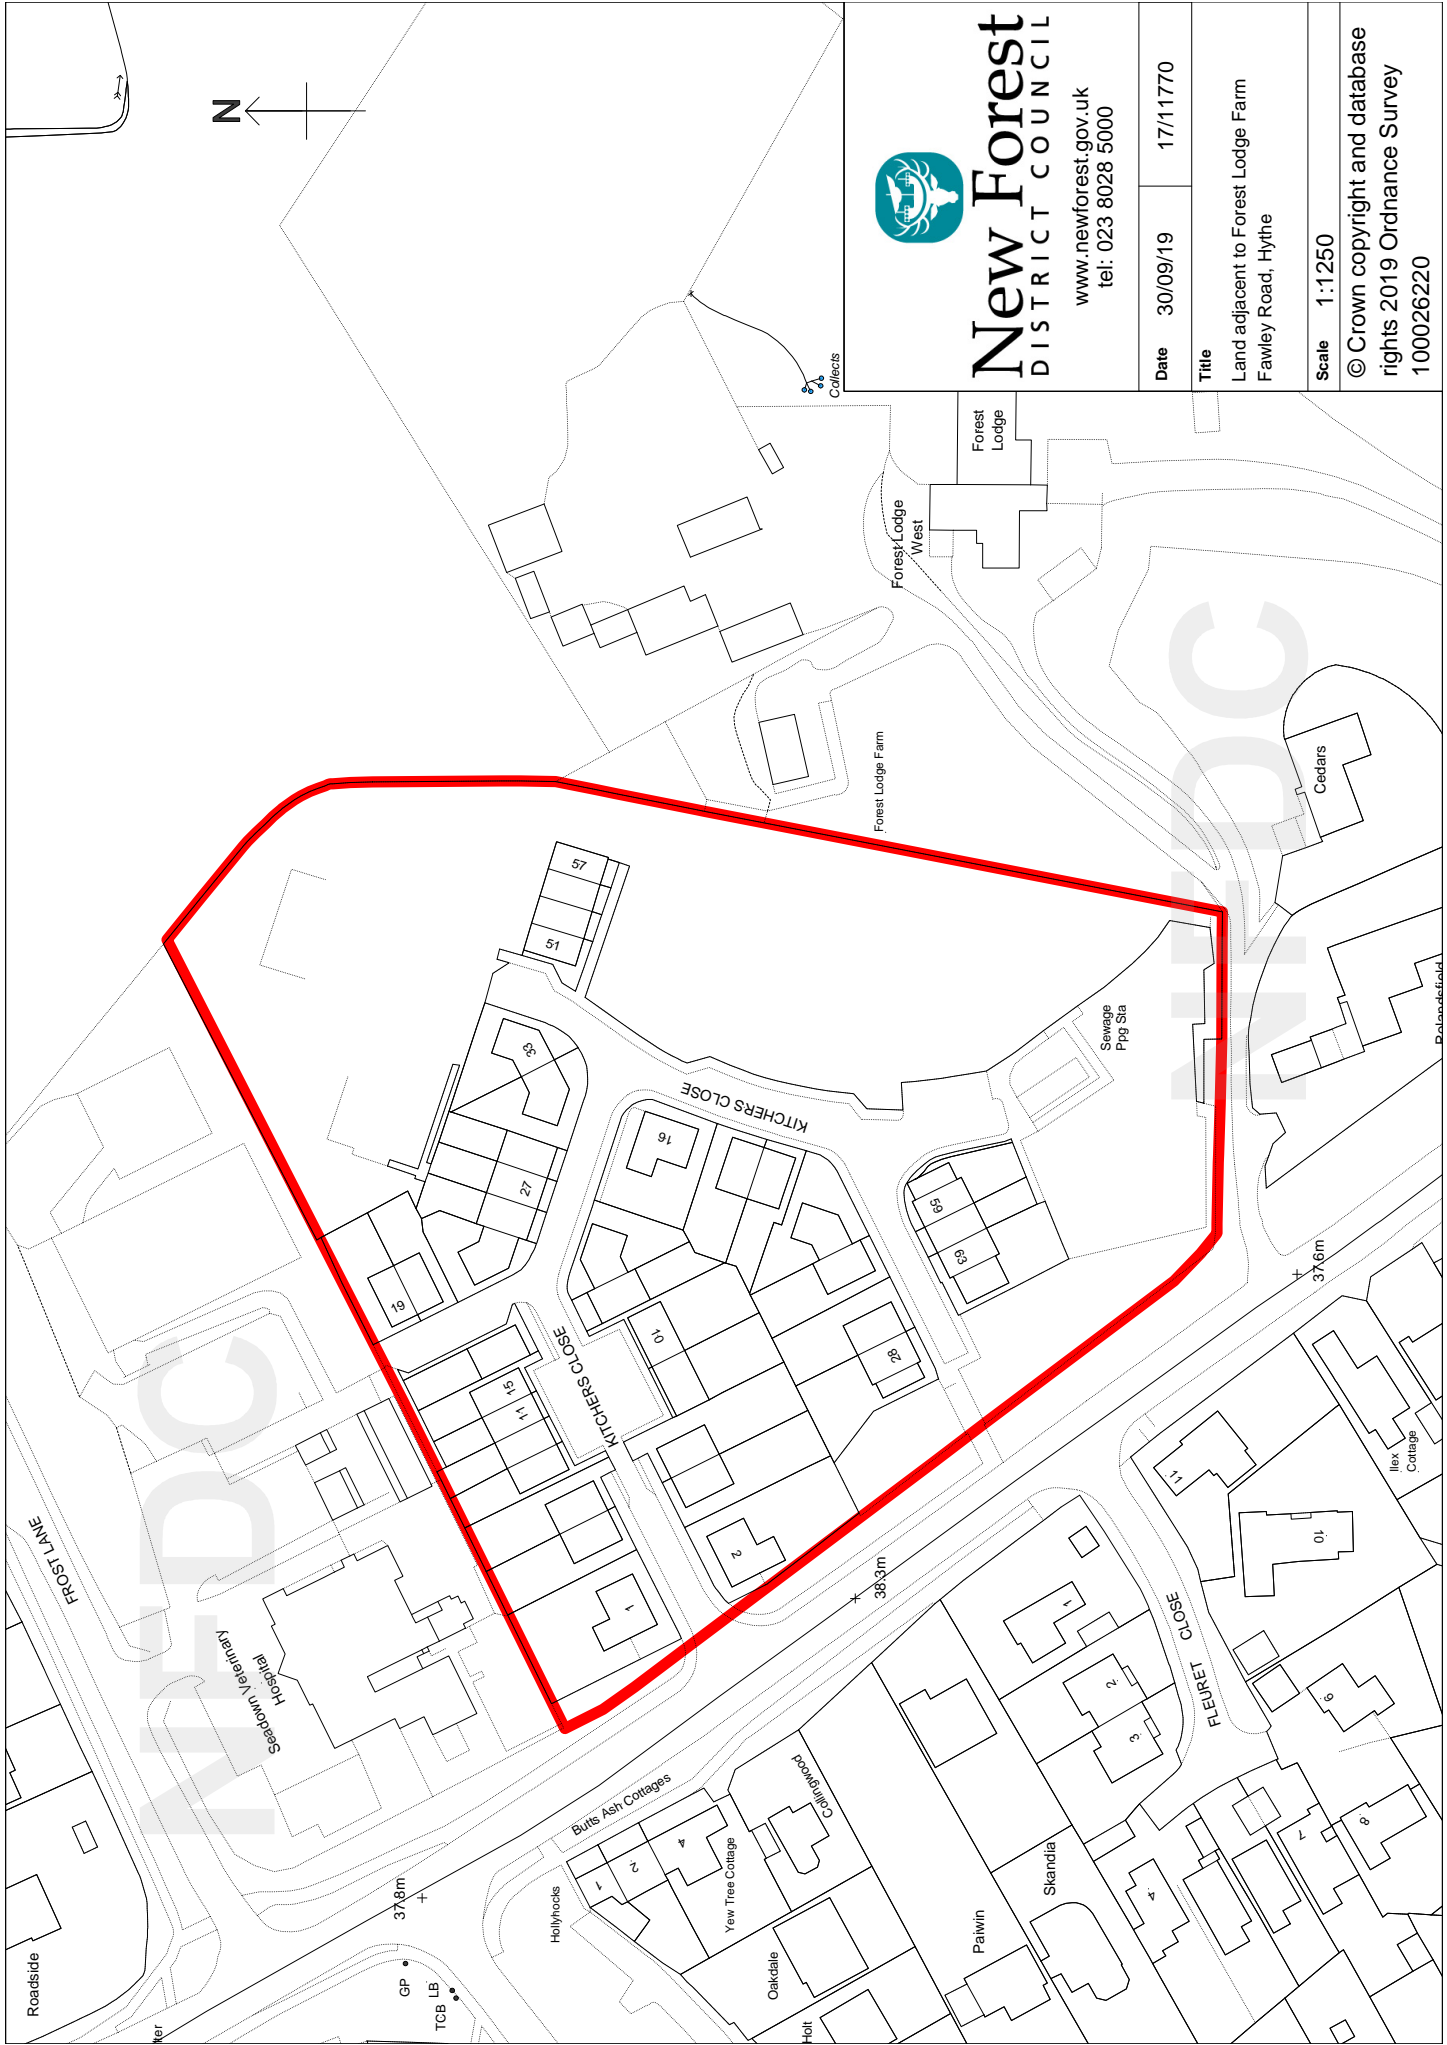 N
New Forest
DISTRICT COUNCIL
www.newforest.gov.uk
tel: 023 8028 5000
Date 30/09/19 17/11770
Title
Land adjacent to Forest Lodge Farm
Fawley Road, Hythe
Scale 1:1250
© Crown copyright and database
rights 2019 Ordnance Survey
100026220
NFDC
NFDC
FROST LANE
Roadside
Seadown Veterinary
Hospital
37.8m
GP
LB
TCB
Hollyhocks
Butts Ash Cottages
1
2
4
Yew Tree Cottage
Collingwood
Oakdale
Holt
Paiwin
Skandia
38.3m
37.6m
FLEURET CLOSE
1
2
3
4
6
7
8
10
11
Ilex
Cottage
Rolandsfield
Cedars
Collects
Forest
Lodge
Forest Lodge
West
Forest Lodge Farm
Sewage
Ppg Sta
KITCHERS CLOSE
KITCHERS CLOSE
KITCHERS CLOSE
57
51
33
27
19
16
15
11
10
28
59
63
2
1